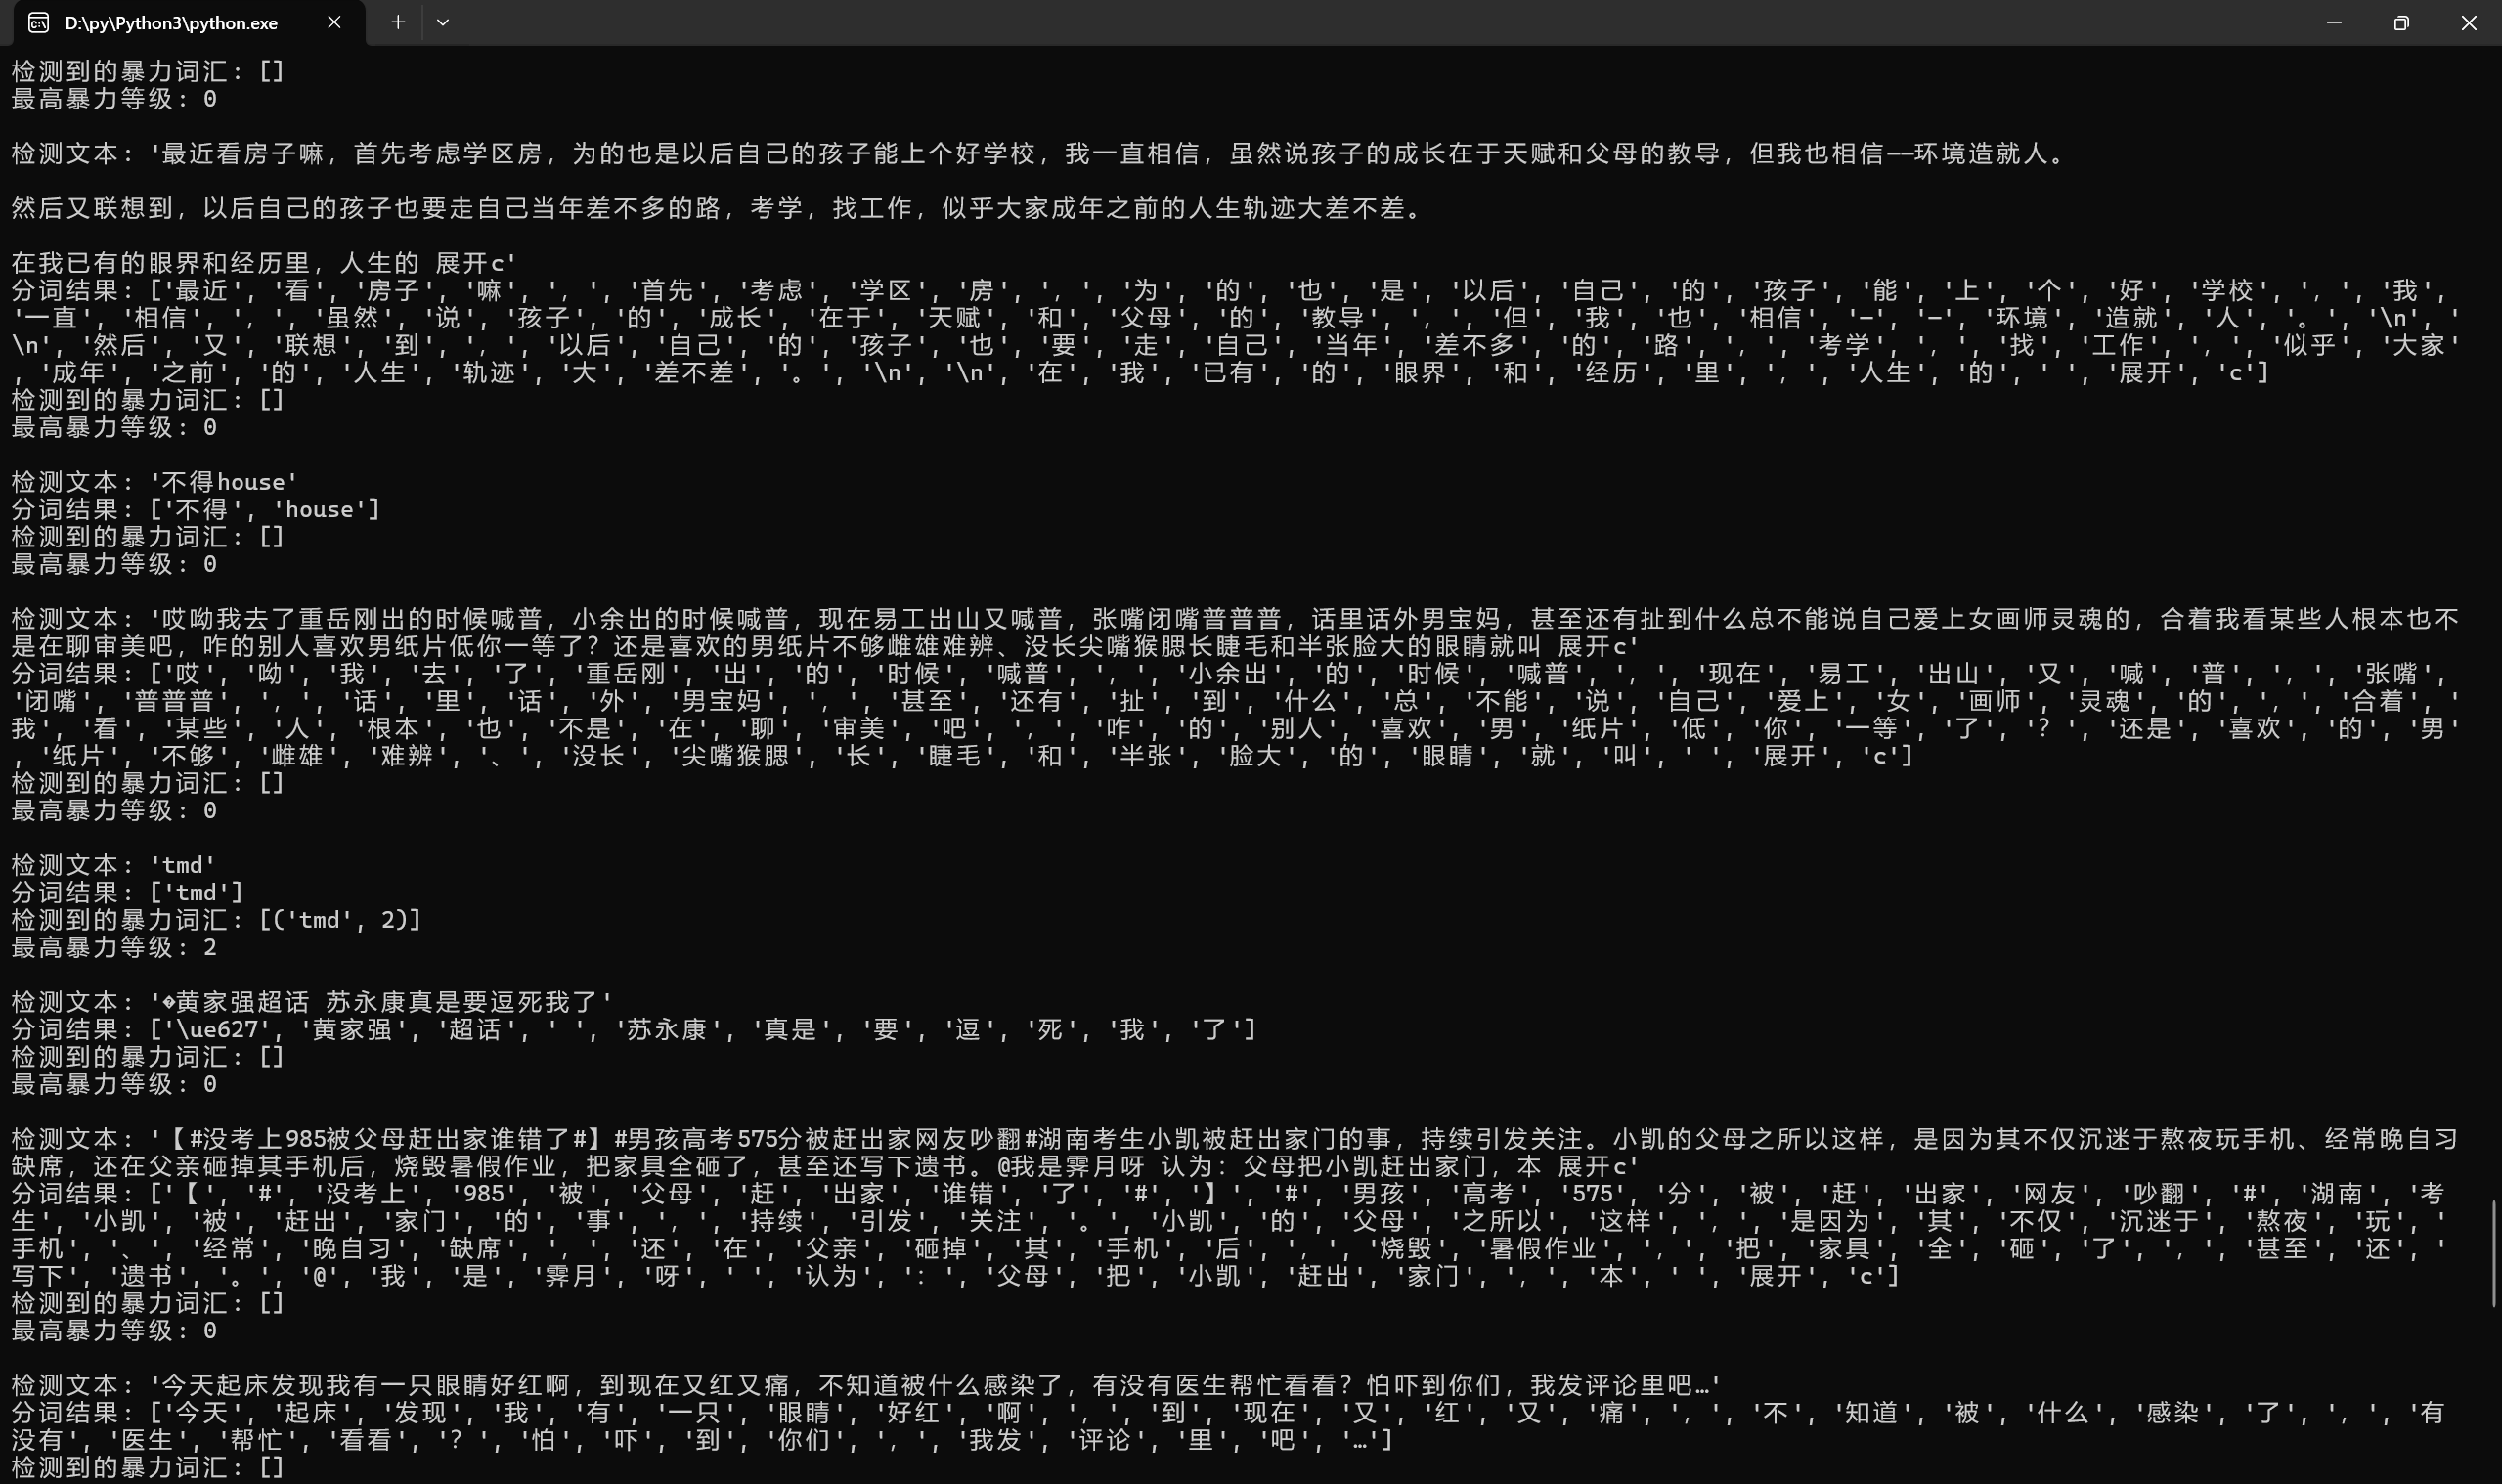 D:\py\Python3\python.exe
检测到的暴力词汇: []
最高暴力等级: 0
检测文本: '最近看房子嘛，首先考虑学区房，为的也是以后自己的孩子能上个好学校，我一直相信，虽然说孩子的成长在于天赋和父母的教导，但我也相信——环境造就人。
然后又联想到，以后自己的孩子也要走自己当年差不多的路，考学，找工作，似乎大家成年之前的人生轨迹大差不差。
在我已有的眼界和经历里，人生的 展开c'
分词结果: ['最近', '看', '房子', '嘛', '，', '首先', '考虑', '学区', '房', '，', '为', '的', '也', '是', '以后', '自己', '的', '孩子', '能', '上', '个', '好', '学校', '，', '我',
'一直', '相信', '，', '虽然', '说', '孩子', '的', '成长', '在于', '天赋', '和', '父母', '的', '教导', '，', '但', '我', '也', '相信', '—', '—', '环境', '造就', '人', '。', '\n', '
\n', '然后', '又', '联想', '到', '，', '以后', '自己', '的', '孩子', '也', '要', '走', '自己', '当年', '差不多', '的', '路', '，', '考学', '，', '找', '工作', '，', '似乎', '大家'
, '成年', '之前', '的', '人生', '轨迹', '大', '差不差', '。', '\n', '\n', '在', '我', '已有', '的', '眼界', '和', '经历', '里', '，', '人生', '的', ' ', '展开', 'c']
检测到的暴力词汇: []
最高暴力等级: 0
检测文本: '不得house'
分词结果: ['不得', 'house']
检测到的暴力词汇: []
最高暴力等级: 0
检测文本: '哎呦我去了重岳刚出的时候喊普，小余出的时候喊普，现在易工出山又喊普，张嘴闭嘴普普普，话里话外男宝妈，甚至还有扯到什么总不能说自己爱上女画师灵魂的，合着我看某些人根本也不
是在聊审美吧，咋的别人喜欢男纸片低你一等了？还是喜欢的男纸片不够雌雄难辨、没长尖嘴猴腮长睫毛和半张脸大的眼睛就叫 展开c'
分词结果: ['哎', '呦', '我', '去', '了', '重岳刚', '出', '的', '时候', '喊普', '，', '小余出', '的', '时候', '喊普', '，', '现在', '易工', '出山', '又', '喊', '普', '，', '张嘴',
'闭嘴', '普普普', '，', '话', '里', '话', '外', '男宝妈', '，', '甚至', '还有', '扯', '到', '什么', '总', '不能', '说', '自己', '爱上', '女', '画师', '灵魂', '的', '，', '合着', '
我', '看', '某些', '人', '根本', '也', '不是', '在', '聊', '审美', '吧', '，', '咋', '的', '别人', '喜欢', '男', '纸片', '低', '你', '一等', '了', '？', '还是', '喜欢', '的', '男'
, '纸片', '不够', '雌雄', '难辨', '、', '没长', '尖嘴猴腮', '长', '睫毛', '和', '半张', '脸大', '的', '眼睛', '就', '叫', ' ', '展开', 'c']
检测到的暴力词汇: []
最高暴力等级: 0
检测文本: 'tmd'
分词结果: ['tmd']
检测到的暴力词汇: [('tmd', 2)]
最高暴力等级: 2
检测文本: '�黄家强超话 苏永康真是要逗死我了'
分词结果: ['\ue627', '黄家强', '超话', ' ', '苏永康', '真是', '要', '逗', '死', '我', '了']
检测到的暴力词汇: []
最高暴力等级: 0
检测文本: '【#没考上985被父母赶出家谁错了#】#男孩高考575分被赶出家网友吵翻#湖南考生小凯被赶出家门的事，持续引发关注。小凯的父母之所以这样，是因为其不仅沉迷于熬夜玩手机、经常晚自习
缺席，还在父亲砸掉其手机后，烧毁暑假作业，把家具全砸了，甚至还写下遗书。@我是霁月呀 认为：父母把小凯赶出家门，本 展开c'
分词结果: ['【', '#', '没考上', '985', '被', '父母', '赶', '出家', '谁错', '了', '#', '】', '#', '男孩', '高考', '575', '分', '被', '赶', '出家', '网友', '吵翻', '#', '湖南', '考
生', '小凯', '被', '赶出', '家门', '的', '事', '，', '持续', '引发', '关注', '。', '小凯', '的', '父母', '之所以', '这样', '，', '是因为', '其', '不仅', '沉迷于', '熬夜', '玩', '
手机', '、', '经常', '晚自习', '缺席', '，', '还', '在', '父亲', '砸掉', '其', '手机', '后', '，', '烧毁', '暑假作业', '，', '把', '家具', '全', '砸', '了', '，', '甚至', '还', '
写下', '遗书', '。', '@', '我', '是', '霁月', '呀', ' ', '认为', '：', '父母', '把', '小凯', '赶出', '家门', '，', '本', ' ', '展开', 'c']
检测到的暴力词汇: []
最高暴力等级: 0
检测文本: '今天起床发现我有一只眼睛好红啊，到现在又红又痛，不知道被什么感染了，有没有医生帮忙看看？怕吓到你们，我发评论里吧…'
分词结果: ['今天', '起床', '发现', '我', '有', '一只', '眼睛', '好红', '啊', '，', '到', '现在', '又', '红', '又', '痛', '，', '不', '知道', '被', '什么', '感染', '了', '，', '有
没有', '医生', '帮忙', '看看', '？', '怕', '吓', '到', '你们', '，', '我发', '评论', '里', '吧', '…']
检测到的暴力词汇: []